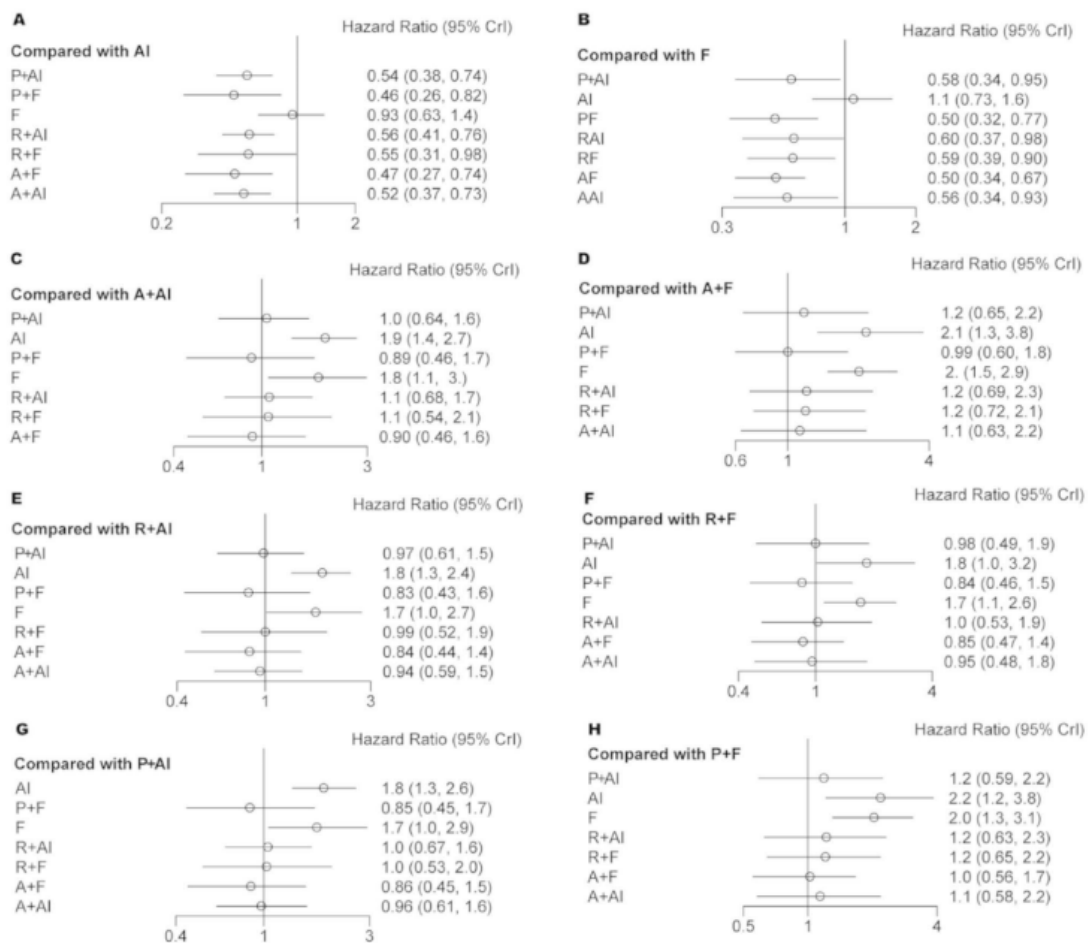 A
Hazard Ratio (95% CrI)
Compared with AI
P+AI 0.54 (0.38, 0.74)
P+F 0.46 (0.26, 0.82)
F 0.93 (0.63, 1.4)
R+AI 0.56 (0.41, 0.76)
R+F 0.55 (0.31, 0.98)
A+F 0.47 (0.27, 0.74)
A+AI 0.52 (0.37, 0.73)
0.2 1 2
B
Hazard Ratio (95% CrI)
Compared with F
P+AI 0.58 (0.34, 0.95)
AI 1.1 (0.73, 1.6)
PF 0.50 (0.32, 0.77)
RAI 0.60 (0.37, 0.98)
RF 0.59 (0.39, 0.90)
AF 0.50 (0.34, 0.67)
AAI 0.56 (0.34, 0.93)
0.3 1 2
C
Hazard Ratio (95% CrI)
Compared with A+AI
P+AI 1.0 (0.64, 1.6)
AI 1.9 (1.4, 2.7)
P+F 0.89 (0.46, 1.7)
F 1.8 (1.1, 3.)
R+AI 1.1 (0.68, 1.7)
R+F 1.1 (0.54, 2.1)
A+F 0.90 (0.46, 1.6)
0.4 1 3
D
Hazard Ratio (95% CrI)
Compared with A+F
P+AI 1.2 (0.65, 2.2)
AI 2.1 (1.3, 3.8)
P+F 0.99 (0.60, 1.8)
F 2. (1.5, 2.9)
R+AI 1.2 (0.69, 2.3)
R+F 1.2 (0.72, 2.1)
A+AI 1.1 (0.63, 2.2)
0.6 1 4
E
Hazard Ratio (95% CrI)
Compared with R+AI
P+AI 0.97 (0.61, 1.5)
AI 1.8 (1.3, 2.4)
P+F 0.83 (0.43, 1.6)
F 1.7 (1.0, 2.7)
R+F 0.99 (0.52, 1.9)
A+F 0.84 (0.44, 1.4)
A+AI 0.94 (0.59, 1.5)
0.4 1 3
F
Hazard Ratio (95% CrI)
Compared with R+F
P+AI 0.98 (0.49, 1.9)
AI 1.8 (1.0, 3.2)
P+F 0.84 (0.46, 1.5)
F 1.7 (1.1, 2.6)
R+AI 1.0 (0.53, 1.9)
A+F 0.85 (0.47, 1.4)
A+AI 0.95 (0.48, 1.8)
0.4 1 4
G
Hazard Ratio (95% CrI)
Compared with P+AI
AI 1.8 (1.3, 2.6)
P+F 0.85 (0.45, 1.7)
F 1.7 (1.0, 2.9)
R+AI 1.0 (0.67, 1.6)
R+F 1.0 (0.53, 2.0)
A+F 0.86 (0.45, 1.5)
A+AI 0.96 (0.61, 1.6)
0.4 1 3
H
Hazard Ratio (95% CrI)
Compared with P+F
P+AI 1.2 (0.59, 2.2)
AI 2.2 (1.2, 3.8)
F 2.0 (1.3, 3.1)
R+AI 1.2 (0.63, 2.3)
R+F 1.2 (0.65, 2.2)
A+F 1.0 (0.56, 1.7)
A+AI 1.1 (0.58, 2.2)
0.5 1 4